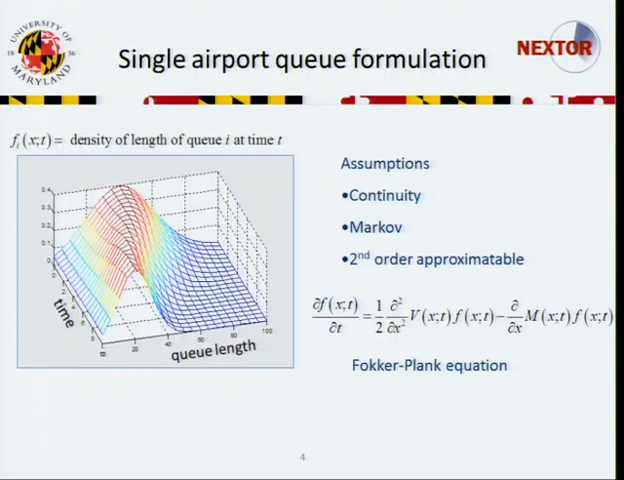 UNIVERSITY OF
18 56
MARYLAND
Single airport queue formulation
NEXTOR
f_i(x;t) = density of length of queue i at time t
Assumptions
•Continuity
•Markov
•2nd order approximatable
∂f(x;t)/∂t = 1/2 ∂²/∂x² V(x;t)f(x;t) − ∂/∂x M(x;t)f(x;t)
Fokker-Plank equation
0.4
0.3
0.2
0.1
time
queue length
20
40
60
80
100
4